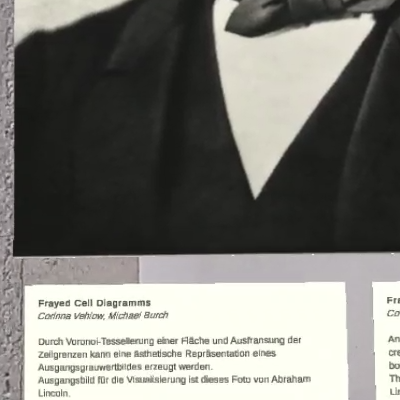 Frayed Cell Diagramms
Corinna Vehlow, Michael Burch
Durch Voronoi-Tessellerung einer Fläche und Ausfransung der
Zellgrenzen kann eine ästhetische Repräsentation eines
Ausgangsgrauwertbildes erzeugt werden.
Ausgangsbild für die Visualisierung ist dieses Foto von Abraham
Lincoln.
Fra
Co
An
cre
bo
Th
Lin